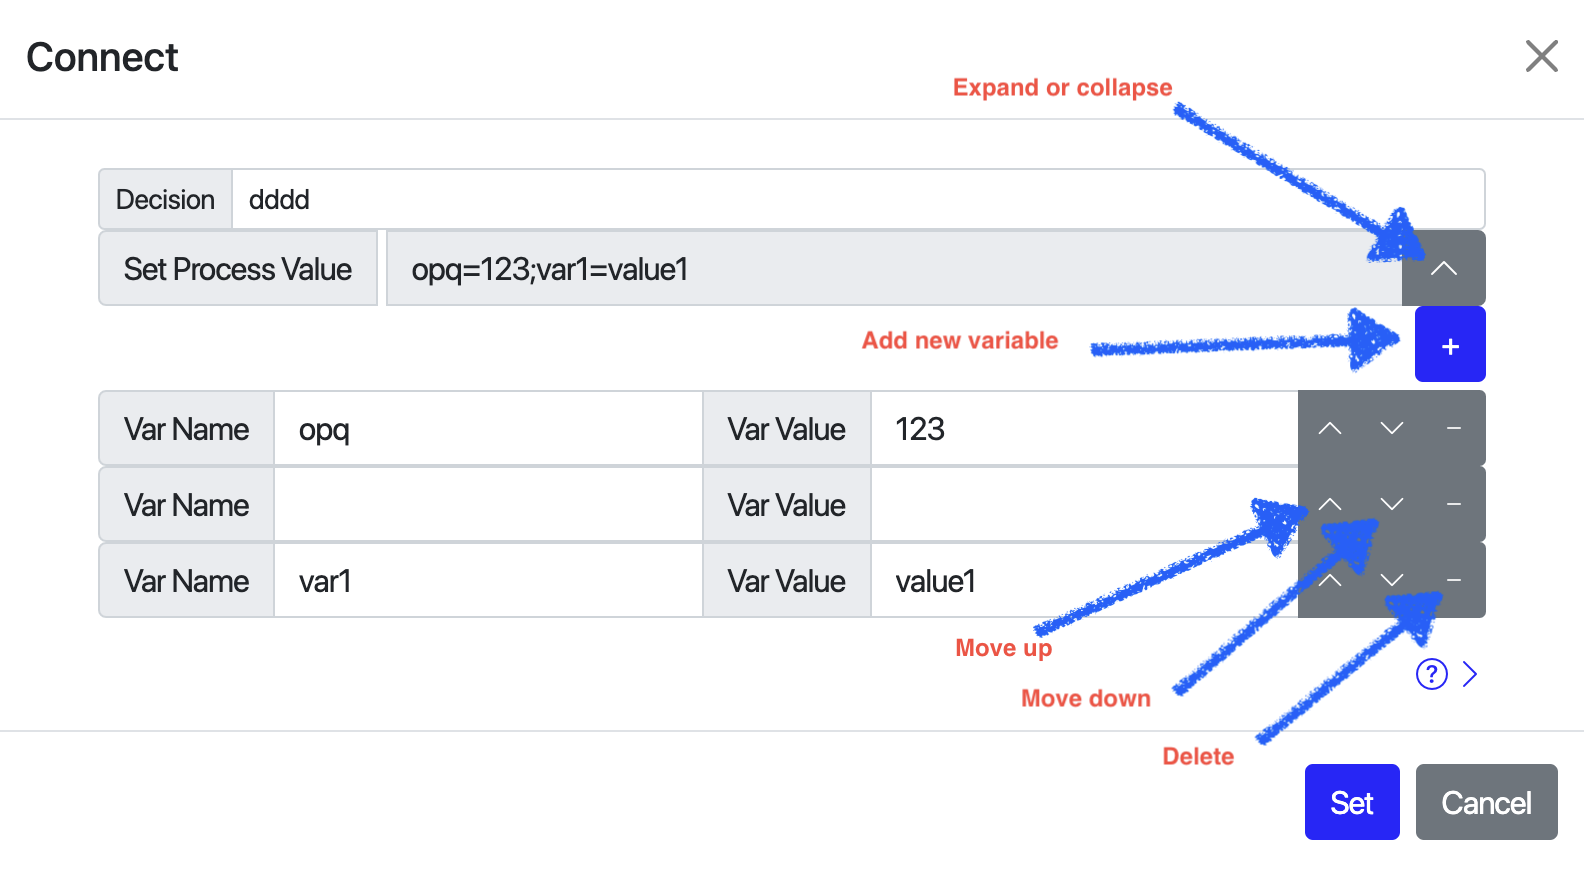 Connect
Expand or collapse
Decision dddd
Set Process Value opq=123;var1=value1
Add new variable +
Var Name opq Var Value 123
Var Name Var Value
Var Name var1 Var Value value1
Move up
?
Move down
Delete
Set Cancel